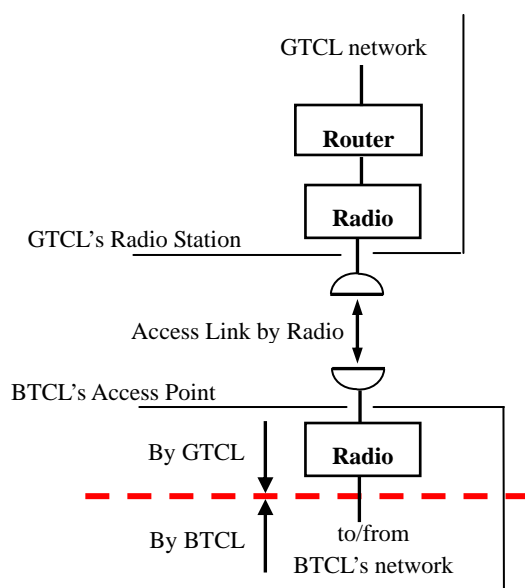 GTCL network
Router
Radio
GTCL's Radio Station
Access Link by Radio
BTCL's Access Point
By GTCL
Radio
By BTCL
to/from
BTCL's network